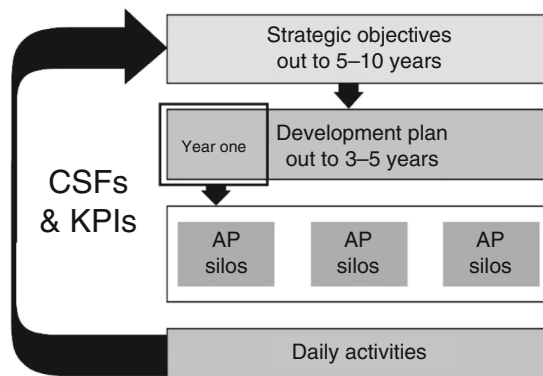 Strategic objectives
out to 5–10 years
Year one
Development plan
out to 3–5 years
CSFs
& KPIs
AP
silos
AP
silos
AP
silos
Daily activities